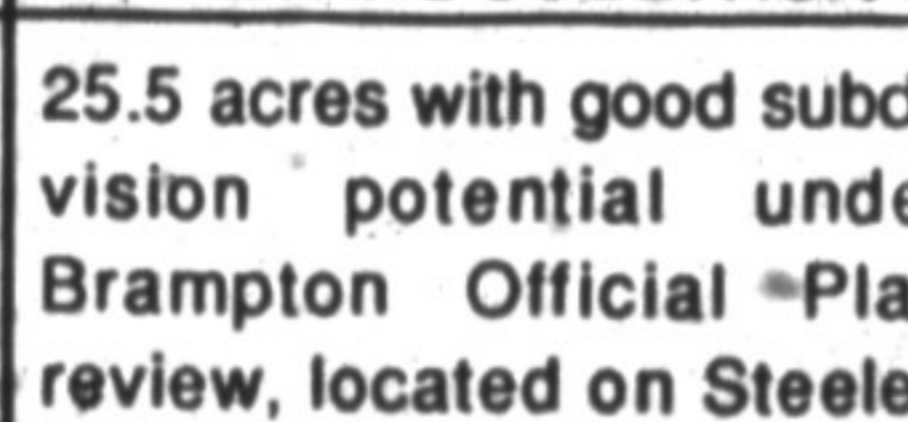 25.5 acres with good subd
vision potential unde
Brampton Official Pla
review, located on Steele